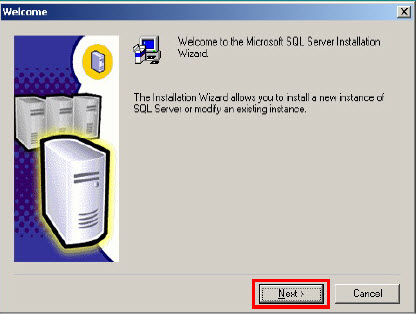 Welcome
Welcome to the Microsoft SQL Server Installation
Wizard.
The Installation Wizard allows you to install a new instance of
SQL Server or modify an existing instance.
Next >
Cancel